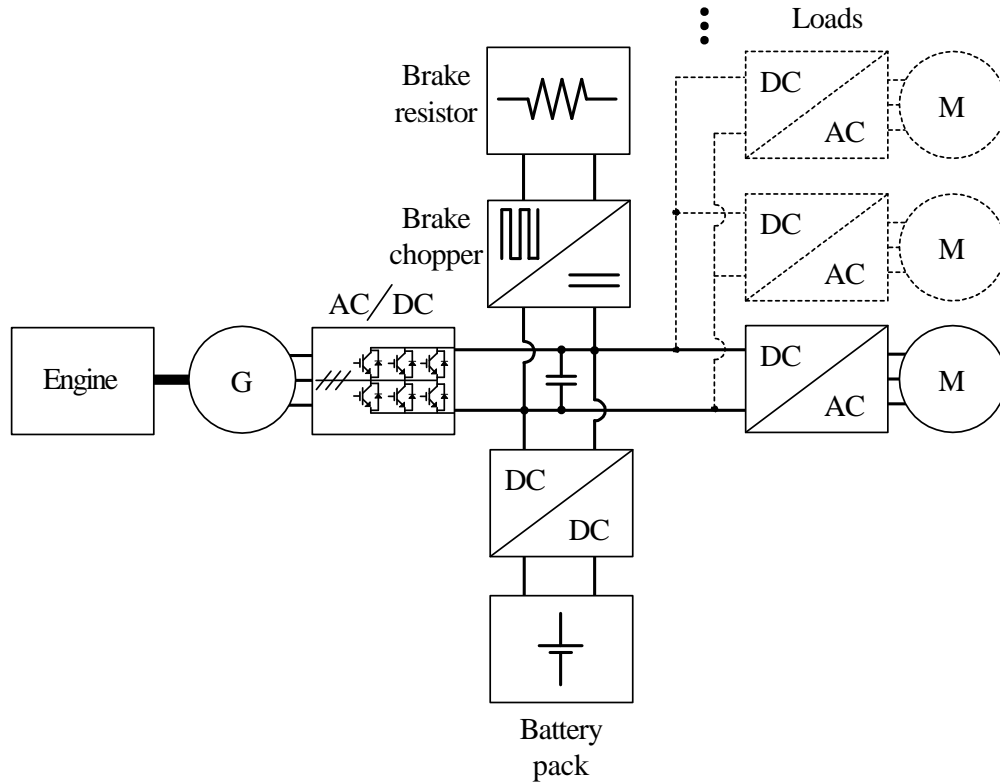 Loads
Brake
resistor
DC
AC
M
Brake
chopper
DC
AC
M
AC/DC
Engine
G
DC
AC
M
DC
DC
Battery
pack